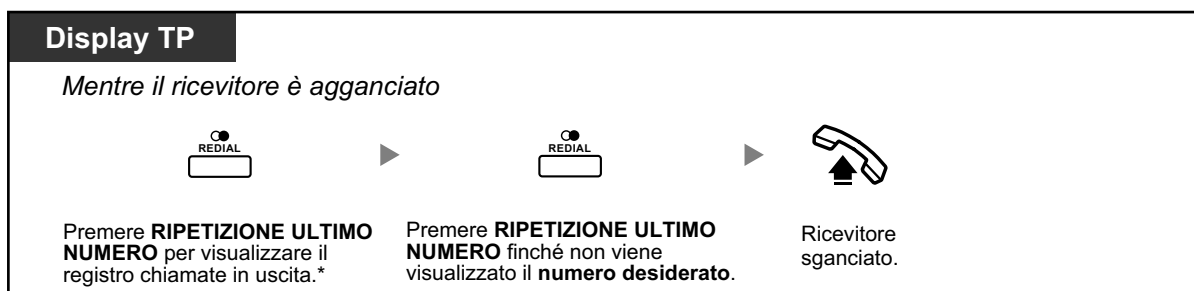 Display TP
Mentre il ricevitore è agganciato
REDIAL
REDIAL
Premere RIPETIZIONE ULTIMO
NUMERO per visualizzare il
registro chiamate in uscita.*
Premere RIPETIZIONE ULTIMO
NUMERO finché non viene
visualizzato il numero desiderato.
Ricevitore
sganciato.